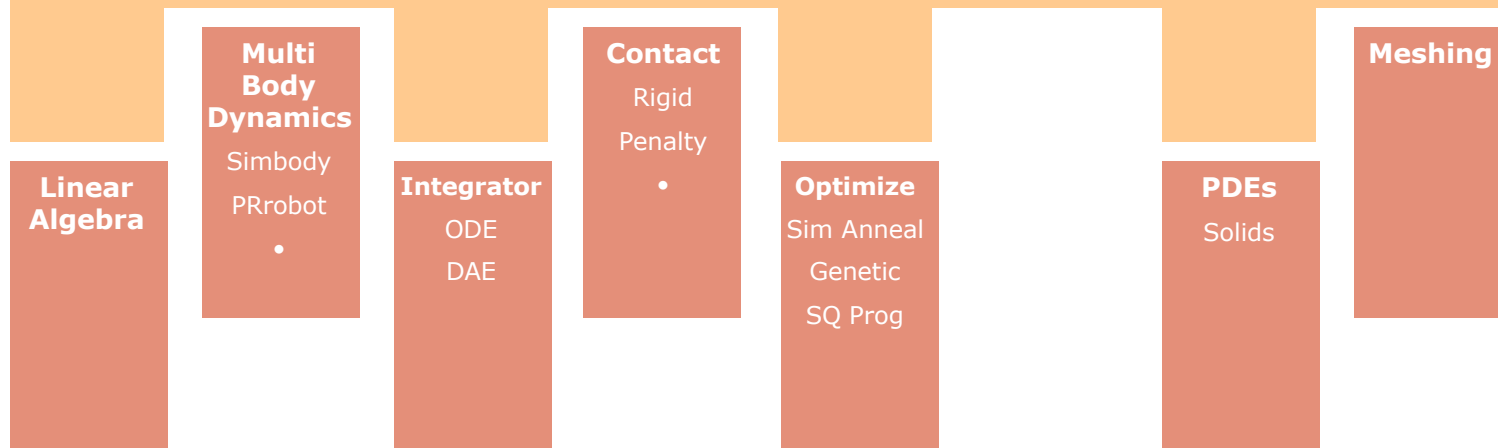 Linear
Algebra
Multi
Body
Dynamics
Simbody
PRrobot
•
Integrator
ODE
DAE
Contact
Rigid
Penalty
•
Optimize
Sim Anneal
Genetic
SQ Prog
PDEs
Solids
Meshing